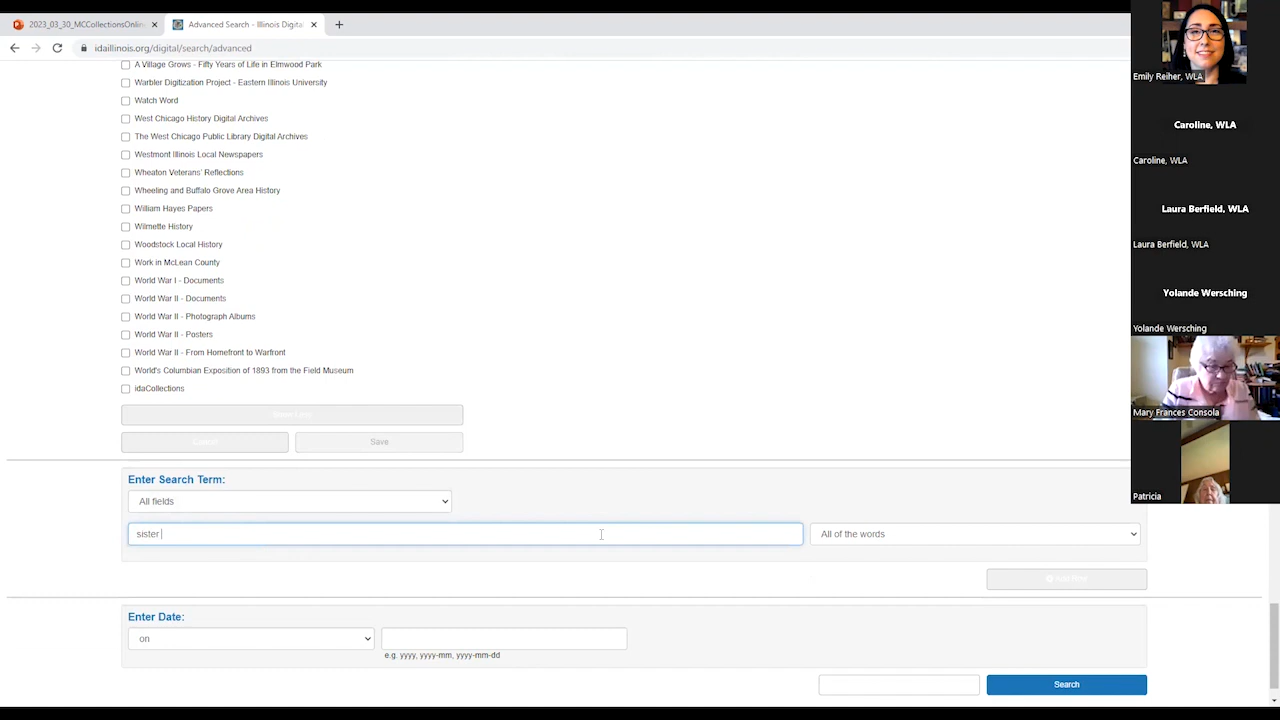 2023_03_30_MCCollectionsOnlin
Advanced Search - Illinois Digita
idaillinois.org/digital/search/advanced
A Village Grows - Fifty Years of Life in Elmwood Park
Warbler Digitization Project - Eastern Illinois University
Watch Word
West Chicago History Digital Archives
The West Chicago Public Library Digital Archives
Westmont Illinois Local Newspapers
Wheaton Veterans' Reflections
Wheeling and Buffalo Grove Area History
William Hayes Papers
Wilmette History
Woodstock Local History
Work in McLean County
World War I - Documents
World War II - Documents
World War II - Photograph Albums
World War II - Posters
World War II - From Homefront to Warfront
World's Columbian Exposition of 1893 from the Field Museum
idaCollections
Save
Enter Search Term:
All fields
sister
All of the words
Enter Date:
on
e.g. yyyy, yyyy-mm, yyyy-mm-dd
Search
Emily Reiher, WLA
Caroline, WLA
Caroline, WLA
Laura Berfield, WLA
Laura Berfield, WLA
Yolande Wersching
Yolande Wersching
Mary Frances Consola
Patricia